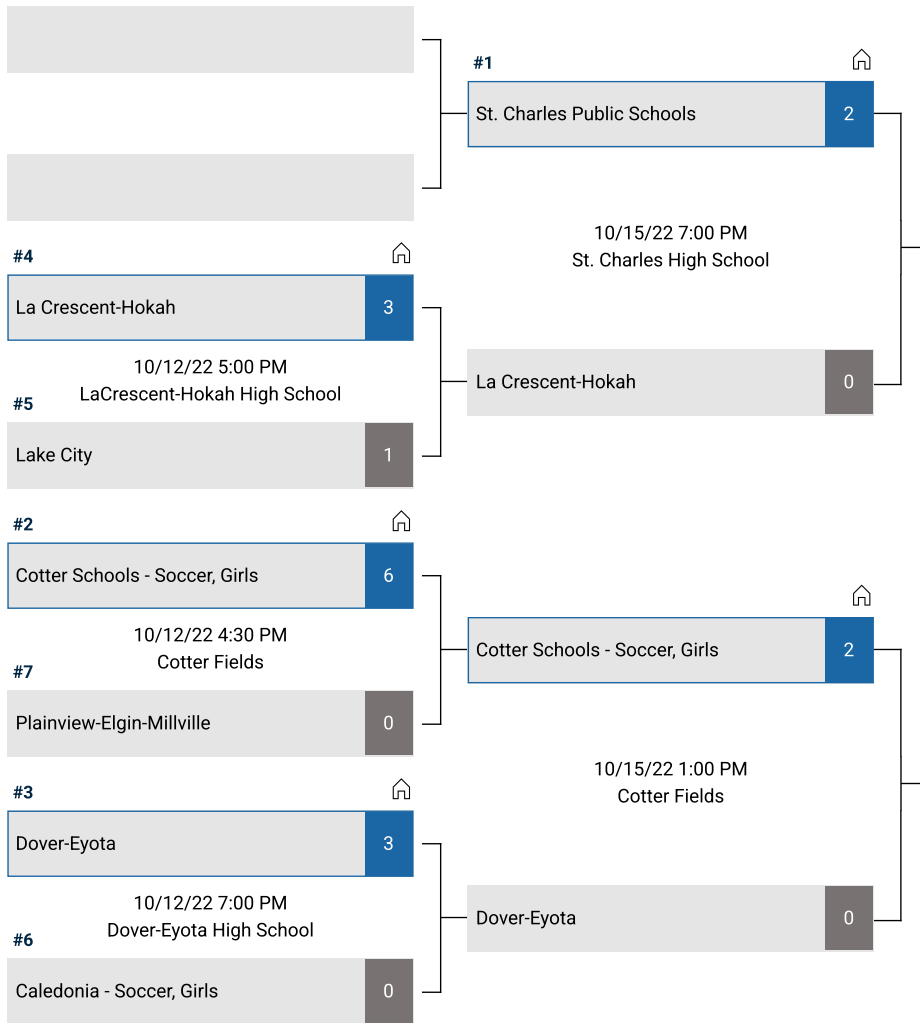 #1
St. Charles Public Schools
2
10/15/22 7:00 PM
St. Charles High School
#4
La Crescent-Hokah
3
10/12/22 5:00 PM
LaCrescent-Hokah High School
La Crescent-Hokah
0
#5
Lake City
1
#2
Cotter Schools - Soccer, Girls
6
10/12/22 4:30 PM
Cotter Fields
Cotter Schools - Soccer, Girls
2
#7
Plainview-Elgin-Millville
0
10/15/22 1:00 PM
Cotter Fields
#3
Dover-Eyota
3
10/12/22 7:00 PM
Dover-Eyota High School
Dover-Eyota
0
#6
Caledonia - Soccer, Girls
0